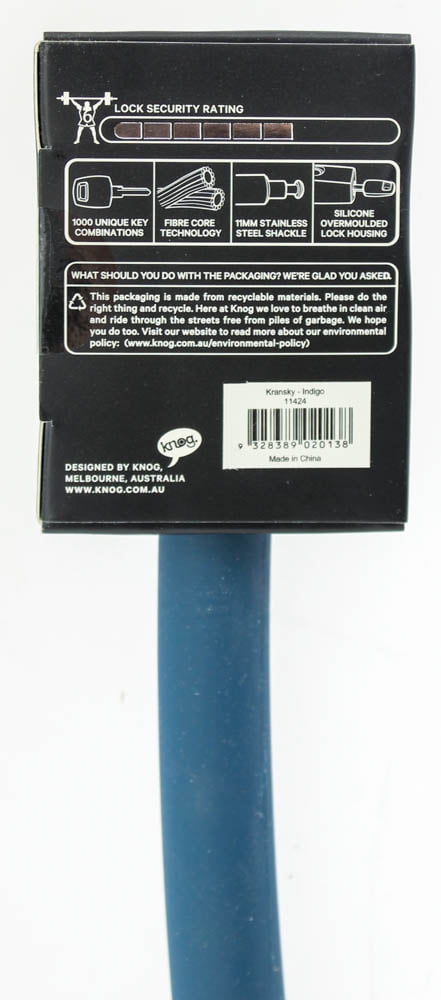 LOCK SECURITY RATING
6
1000 UNIQUE KEY
COMBINATIONS
FIBRE CORE
TECHNOLOGY
11MM STAINLESS
STEEL SHACKLE
SILICONE
OVERMOULDED
LOCK HOUSING
WHAT SHOULD YOU DO WITH THE PACKAGING? WE'RE GLAD YOU ASKED.
This packaging is made from recyclable materials. Please do the
right thing and recycle. Here at Knog we love to breathe in clean air
and ride through the streets free from piles of garbage. We hope
you do too. Visit our website to read more about our environmental
policy: (www.knog.com.au/environmental-policy)
Kransky - Indigo
11424
9 328389 020138
Made in China
knog.
DESIGNED BY KNOG,
MELBOURNE, AUSTRALIA
WWW.KNOG.COM.AU